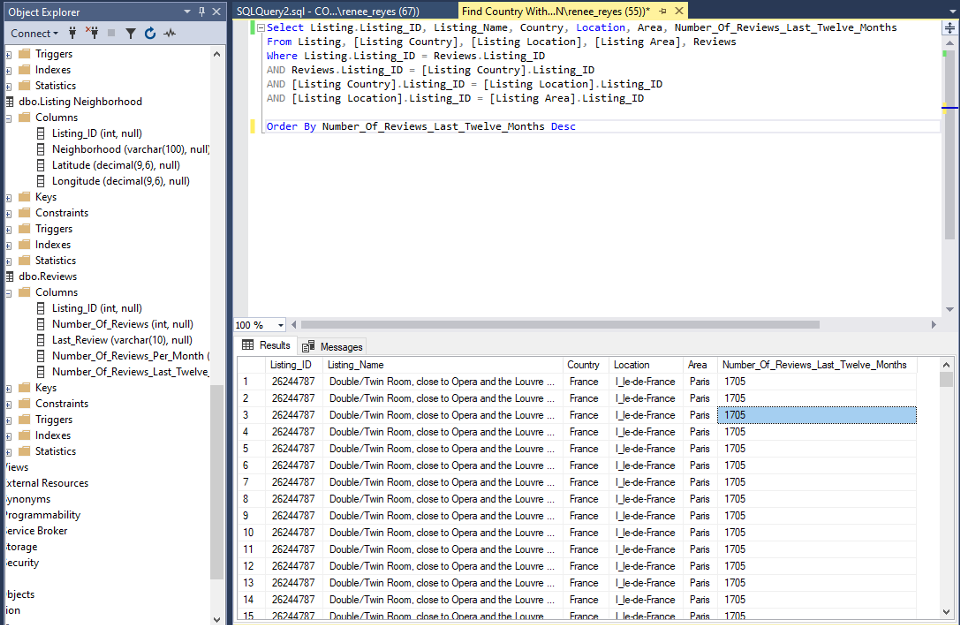 Object Explorer
Connect
Triggers
Indexes
Statistics
dbo.Listing Neighborhood
Columns
Listing_ID (int, null)
Neighborhood (varchar(100), null)
Latitude (decimal(9,6), null)
Longitude (decimal(9,6), null)
Keys
Constraints
Triggers
Indexes
Statistics
dbo.Reviews
Columns
Listing_ID (int, null)
Number_Of_Reviews (int, null)
Last_Review (varchar(10), null)
Number_Of_Reviews_Per_Month (
Number_Of_Reviews_Last_Twelve_
Keys
Constraints
Triggers
Indexes
Statistics
iews
xternal Resources
ynonyms
rogrammability
ervice Broker
torage
ecurity
bjects
ion
SQLQuery2.sql - CO...\renee_reyes (67))
Find Country With...N\renee_reyes (55))*
Select Listing.Listing_ID, Listing_Name, Country, Location, Area, Number_Of_Reviews_Last_Twelve_Months
From Listing, [Listing Country], [Listing Location], [Listing Area], Reviews
Where Listing.Listing_ID = Reviews.Listing_ID
AND Reviews.Listing_ID = [Listing Country].Listing_ID
AND [Listing Country].Listing_ID = [Listing Location].Listing_ID
AND [Listing Location].Listing_ID = [Listing Area].Listing_ID
Order By Number_Of_Reviews_Last_Twelve_Months Desc
100 %
Results Messages
Listing_ID Listing_Name Country Location Area Number_Of_Reviews_Last_Twelve_Months
1 26244787 Double/Twin Room, close to Opera and the Louvre ... France I_le-de-France Paris 1705
2 26244787 Double/Twin Room, close to Opera and the Louvre ... France I_le-de-France Paris 1705
3 26244787 Double/Twin Room, close to Opera and the Louvre ... France I_le-de-France Paris 1705
4 26244787 Double/Twin Room, close to Opera and the Louvre ... France I_le-de-France Paris 1705
5 26244787 Double/Twin Room, close to Opera and the Louvre ... France I_le-de-France Paris 1705
6 26244787 Double/Twin Room, close to Opera and the Louvre ... France I_le-de-France Paris 1705
7 26244787 Double/Twin Room, close to Opera and the Louvre ... France I_le-de-France Paris 1705
8 26244787 Double/Twin Room, close to Opera and the Louvre ... France I_le-de-France Paris 1705
9 26244787 Double/Twin Room, close to Opera and the Louvre ... France I_le-de-France Paris 1705
10 26244787 Double/Twin Room, close to Opera and the Louvre ... France I_le-de-France Paris 1705
11 26244787 Double/Twin Room, close to Opera and the Louvre ... France I_le-de-France Paris 1705
12 26244787 Double/Twin Room, close to Opera and the Louvre ... France I_le-de-France Paris 1705
13 26244787 Double/Twin Room, close to Opera and the Louvre ... France I_le-de-France Paris 1705
14 26244787 Double/Twin Room, close to Opera and the Louvre ... France I_le-de-France Paris 1705
15 26244787 Double/Twin Room, close to Opera and the Louvre ... France I_le-de-France Paris 1705